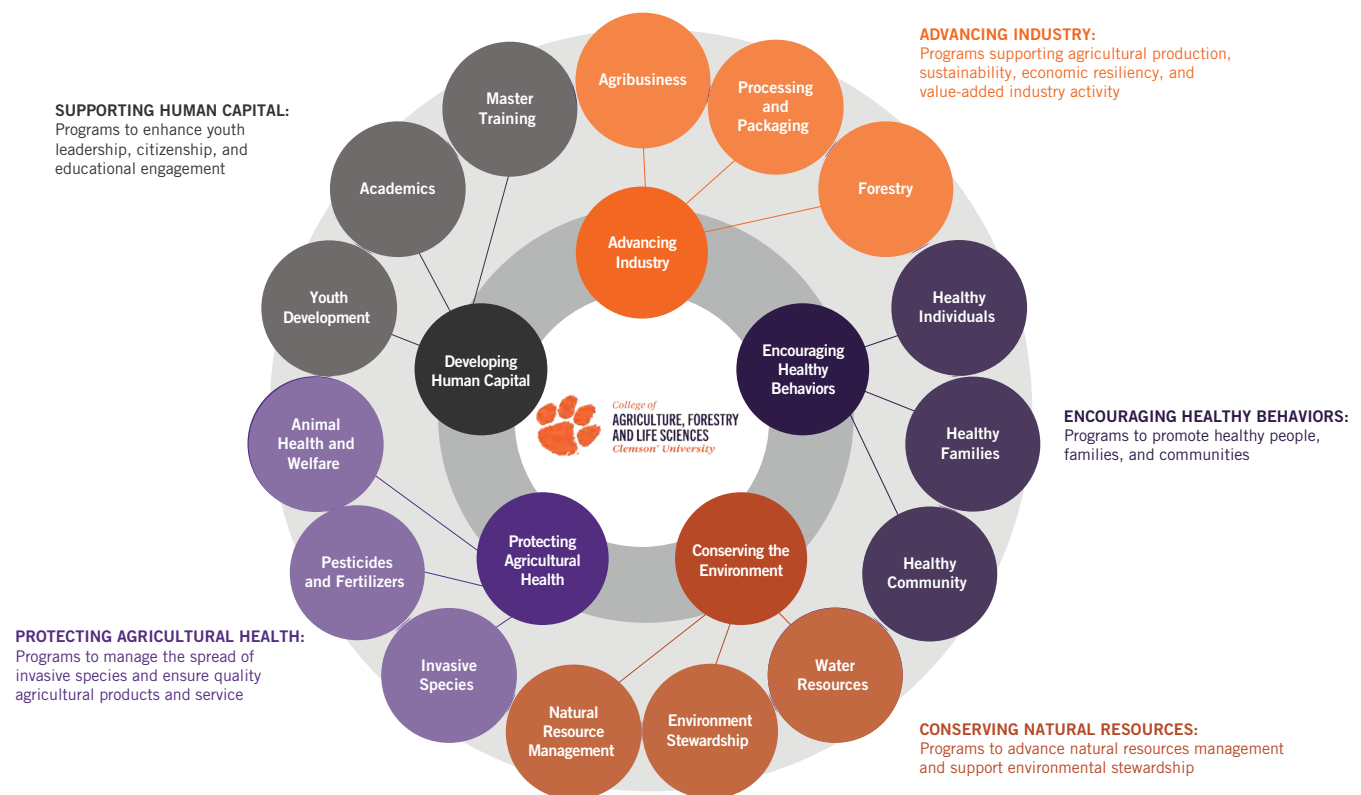 ADVANCING INDUSTRY:
Programs supporting agricultural production,
sustainability, economic resiliency, and
value-added industry activity
SUPPORTING HUMAN CAPITAL:
Programs to enhance youth
leadership, citizenship, and
educational engagement
Master
Training
Agribusiness
Processing
and
Packaging
Academics
Forestry
Youth
Development
Advancing
Industry
Healthy
Individuals
Developing
Human Capital
Encouraging
Healthy
Behaviors
College of
AGRICULTURE, FORESTRY
AND LIFE SCIENCES
Clemson® University
Animal
Health and
Welfare
Healthy
Families
ENCOURAGING HEALTHY BEHAVIORS:
Programs to promote healthy people,
families, and communities
Pesticides
and Fertilizers
Protecting
Agricultural
Health
Conserving the
Environment
Healthy
Community
PROTECTING AGRICULTURAL HEALTH:
Programs to manage the spread of
invasive species and ensure quality
agricultural products and service
Invasive
Species
Natural
Resource
Management
Environment
Stewardship
Water
Resources
CONSERVING NATURAL RESOURCES:
Programs to advance natural resources management
and support environmental stewardship